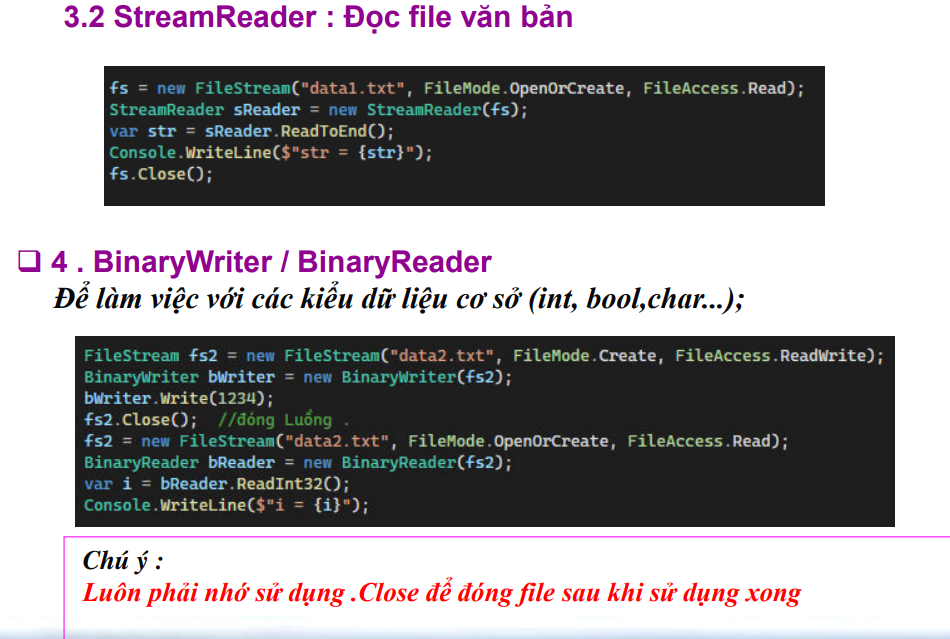 3.2 StreamReader : Đọc file văn bản
fs = new FileStream("data1.txt", FileMode.OpenOrCreate, FileAccess.Read);
StreamReader sReader = new StreamReader(fs);
var str = sReader.ReadToEnd();
Console.WriteLine($"str = {str}");
fs.Close();
❑ 4 . BinaryWriter / BinaryReader
Để làm việc với các kiểu dữ liệu cơ sở (int, bool,char...);
FileStream fs2 = new FileStream("data2.txt", FileMode.Create, FileAccess.ReadWrite);
BinaryWriter bWriter = new BinaryWriter(fs2);
bWriter.Write(1234);
fs2.Close(); //đóng Luồng .
fs2 = new FileStream("data2.txt", FileMode.OpenOrCreate, FileAccess.Read);
BinaryReader bReader = new BinaryReader(fs2);
var i = bReader.ReadInt32();
Console.WriteLine($"i = {i}");
Chú ý :
Luôn phải nhớ sử dụng .Close để đóng file sau khi sử dụng xong